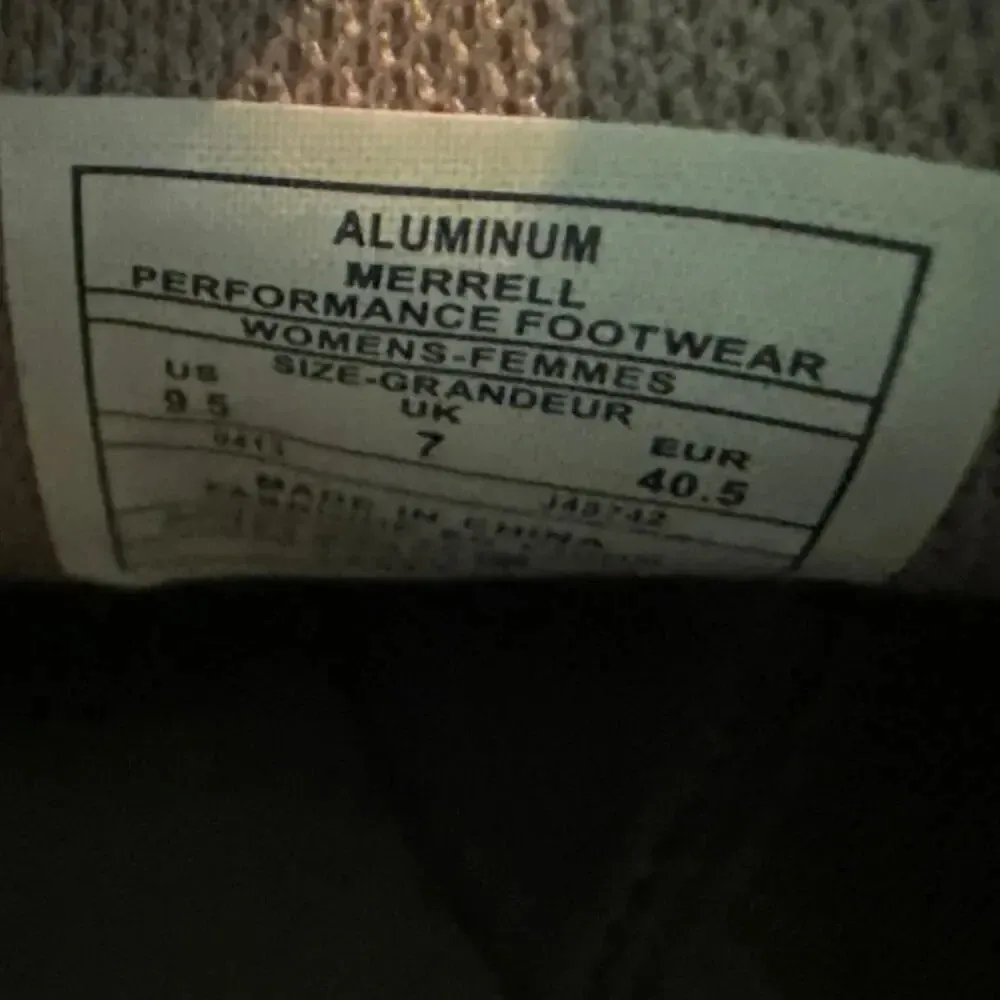 ALUMINUM
MERRELL
PERFORMANCE FOOTWEAR
WOMENS-FEMMES
SIZE-GRANDEUR
US UK EUR
9.5 7 40.5
J48742
MADE IN CHINA